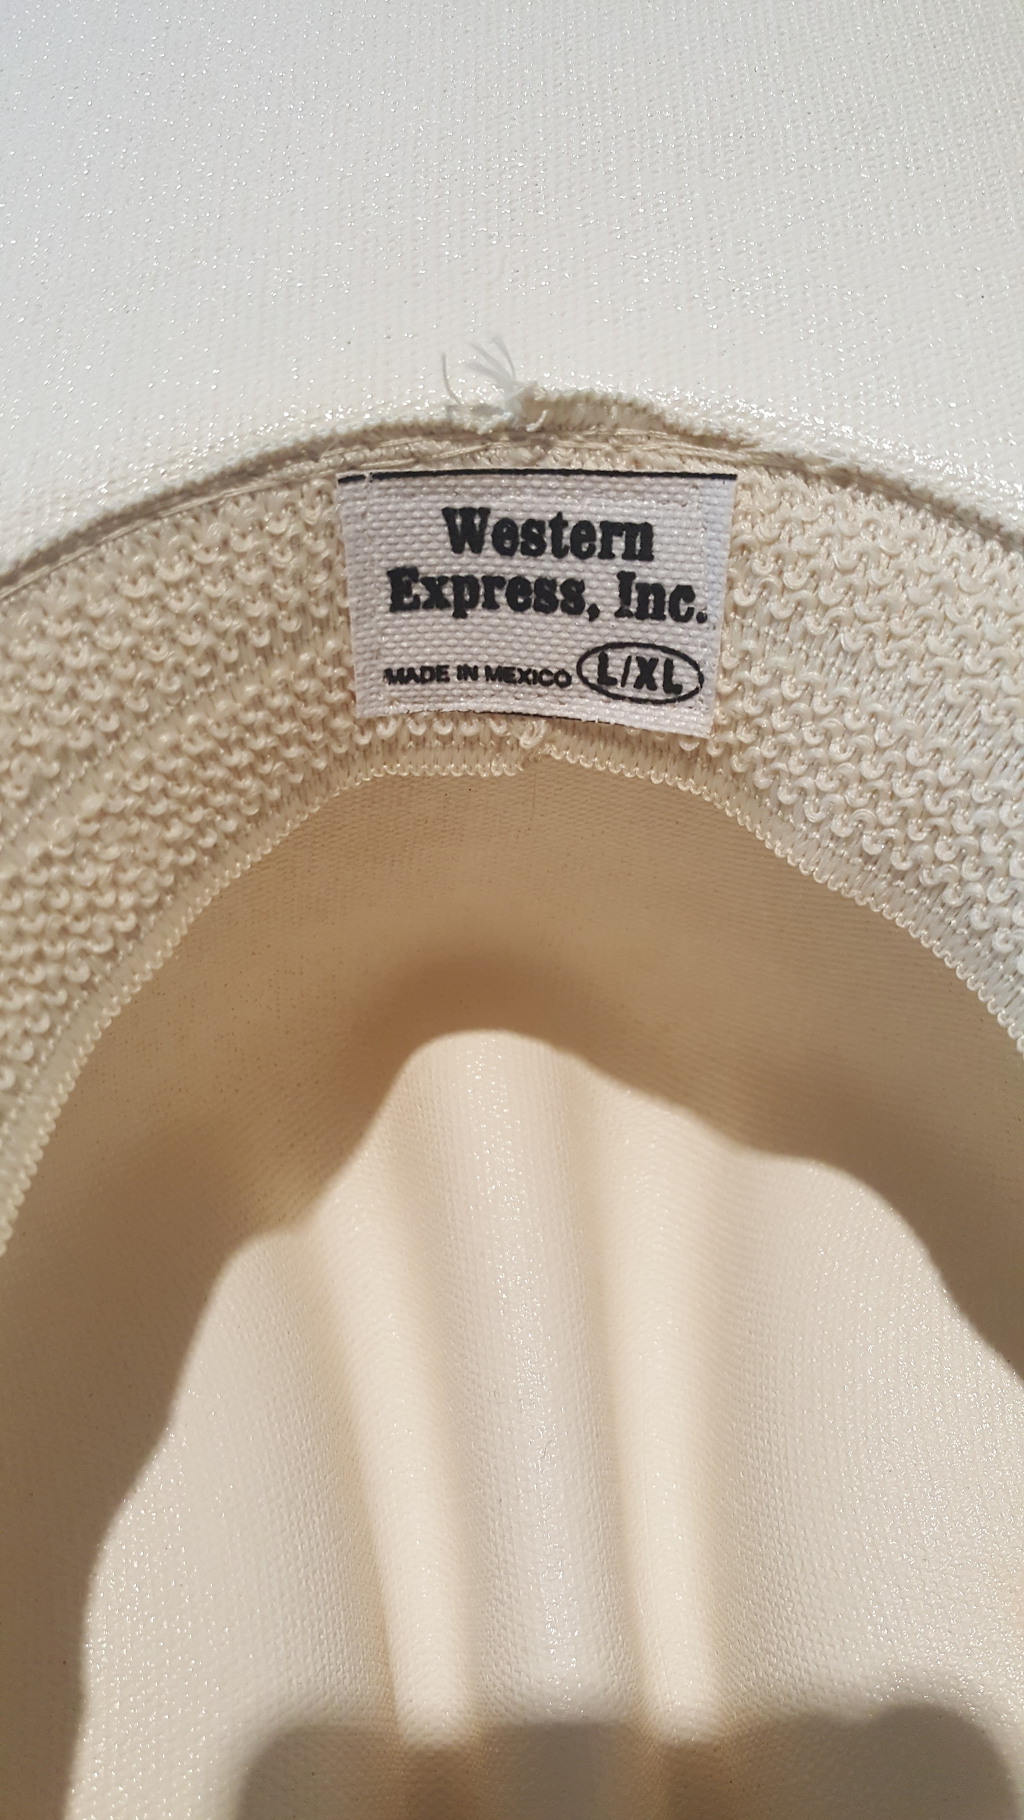 Western
Express, Inc.
MADE IN MEXICO L/XL